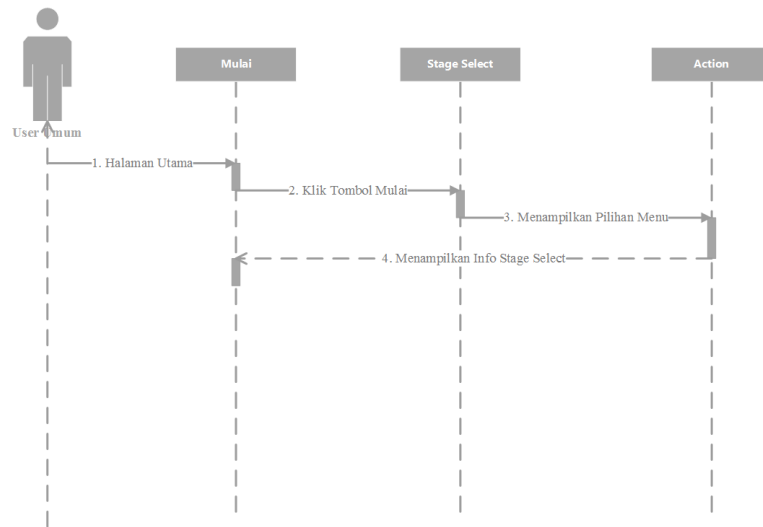 Mulai
Stage Select
Action
User Umum
1. Halaman Utama
2. Klik Tombol Mulai
3. Menampilkan Pilihan Menu
4. Menampilkan Info Stage Select